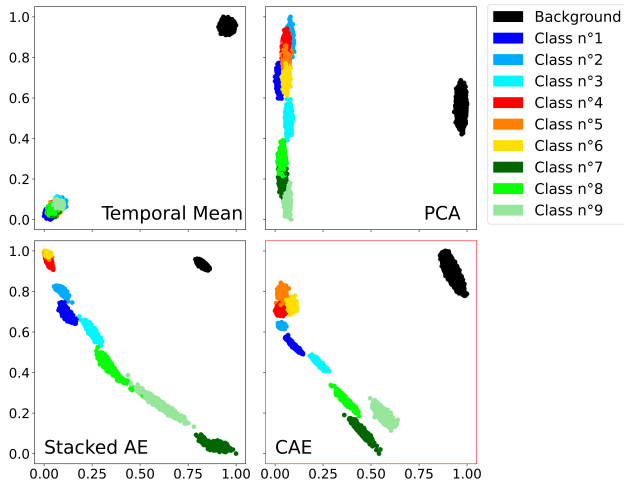 1.0
0.8
0.6
0.4
0.2
0.0
Temporal Mean
PCA
Background
Class n°1
Class n°2
Class n°3
Class n°4
Class n°5
Class n°6
Class n°7
Class n°8
Class n°9
1.0
0.8
0.6
0.4
0.2
0.0
Stacked AE
CAE
0.00 0.25 0.50 0.75 1.00
0.00 0.25 0.50 0.75 1.00